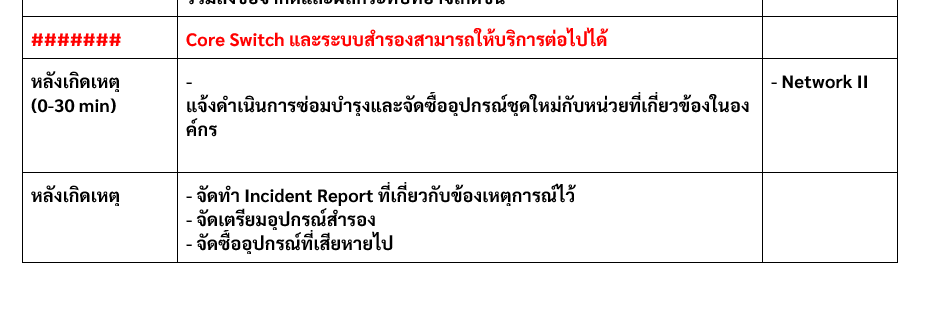 ####### Core Switch และระบบสำรองสามารถให้บริการต่อไปได้
หลังเกิดเหตุ
(0-30 min)
-
แจ้งดำเนินการซ่อมบำรุงและจัดซื้ออุปกรณ์ชุดใหม่กับหน่วยที่เกี่ยวข้องในอง
ค์กร
- Network II
หลังเกิดเหตุ
- จัดทำ Incident Report ที่เกี่ยวกับข้องเหตุการณ์ไว้
- จัดเตรียมอุปกรณ์สำรอง
- จัดซื้ออุปกรณ์ที่เสียหายไป